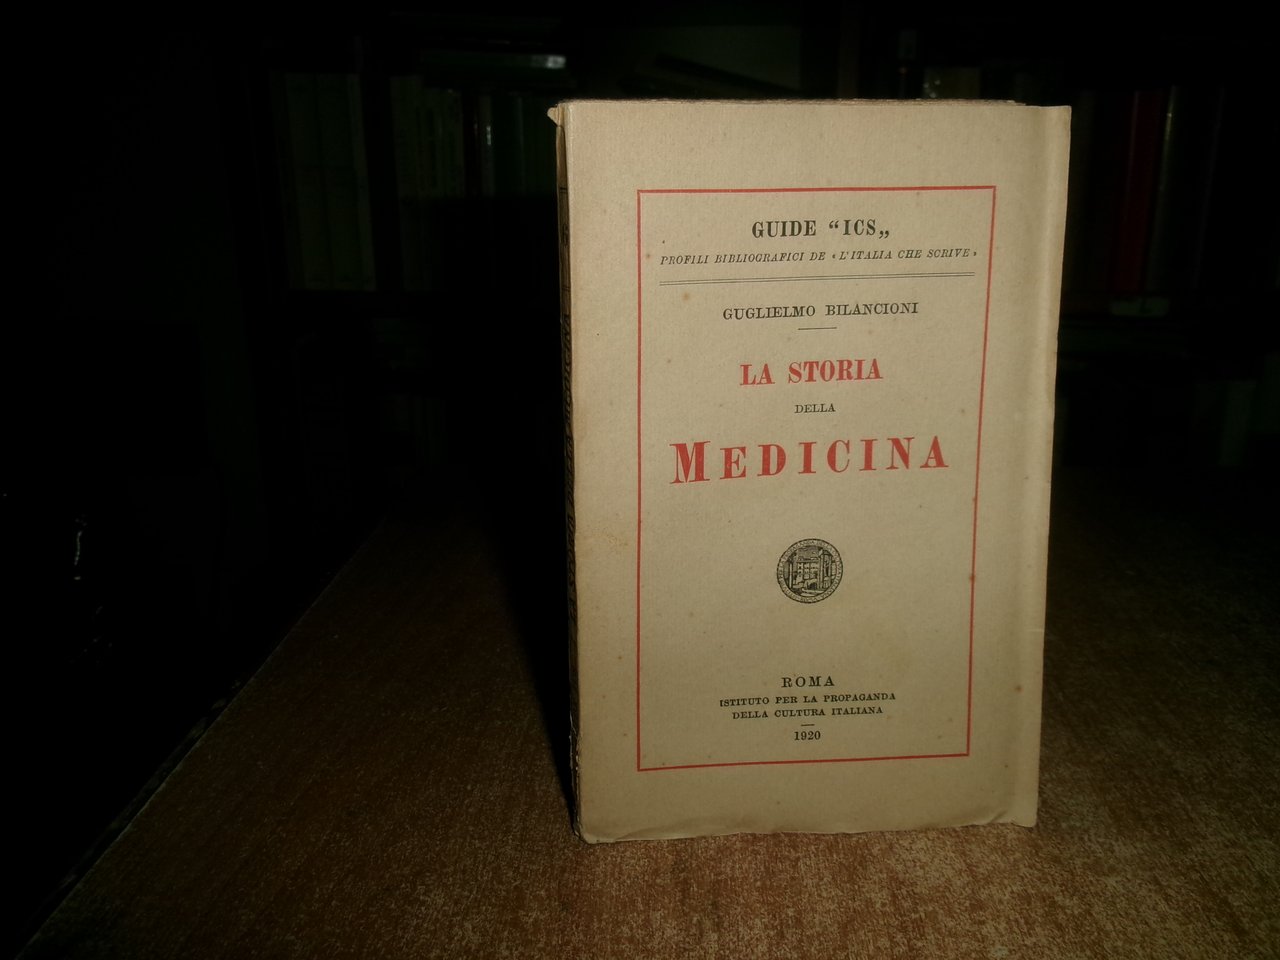 GUIDE “ICS„
PROFILI BIBLIOGRAFICI DE « L'ITALIA CHE SCRIVE »
GUGLIELMO BILANCIONI
LA STORIA
DELLA
MEDICINA
ROMA
ISTITUTO PER LA PROPAGANDA
DELLA CULTURA ITALIANA
1920